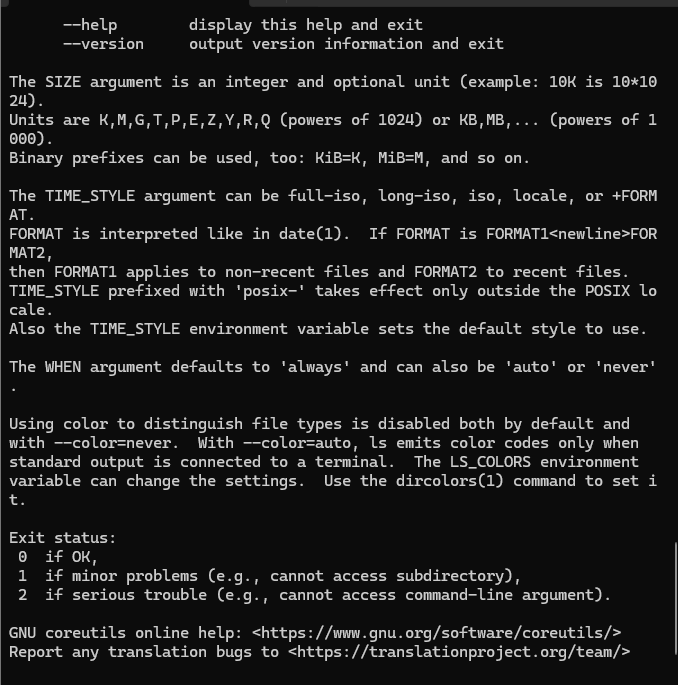 --help        display this help and exit
--version     output version information and exit
The SIZE argument is an integer and optional unit (example: 10K is 10*10
24).
Units are K,M,G,T,P,E,Z,Y,R,Q (powers of 1024) or KB,MB,... (powers of 1
000).
Binary prefixes can be used, too: KiB=K, MiB=M, and so on.
The TIME_STYLE argument can be full-iso, long-iso, iso, locale, or +FORM
AT.
FORMAT is interpreted like in date(1).  If FORMAT is FORMAT1<newline>FOR
MAT2,
then FORMAT1 applies to non-recent files and FORMAT2 to recent files.
TIME_STYLE prefixed with 'posix-' takes effect only outside the POSIX lo
cale.
Also the TIME_STYLE environment variable sets the default style to use.
The WHEN argument defaults to 'always' and can also be 'auto' or 'never'
.
Using color to distinguish file types is disabled both by default and
with --color=never.  With --color=auto, ls emits color codes only when
standard output is connected to a terminal.  The LS_COLORS environment
variable can change the settings.  Use the dircolors(1) command to set i
t.
Exit status:
0  if OK,
1  if minor problems (e.g., cannot access subdirectory),
2  if serious trouble (e.g., cannot access command-line argument).
GNU coreutils online help: <https://www.gnu.org/software/coreutils/>
Report any translation bugs to <https://translationproject.org/team/>